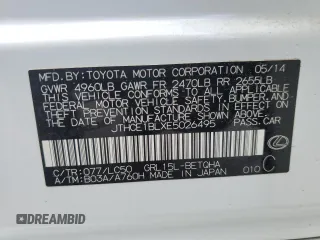 MFD. BY: TOYOTA MOTOR CORPORATION 05/14
GVWR 4960LB GAWR FR 2470LB RR 2655LB
THIS VEHICLE CONFORMS TO ALL APPLICABLE
FEDERAL MOTOR VEHICLE SAFETY, BUMPER, AND
THEFT PREVENTION STANDARDS IN EFFECT ON
THE DATE OF MANUFACTURE SHOWN ABOVE.
JTHCE1BLXE5026495 PASS.CAR
C/TR: 077/LC50 GRL15L-BETQHA
A/TM: B03A/A760H MADE IN JAPAN 010 C
DREAMBID